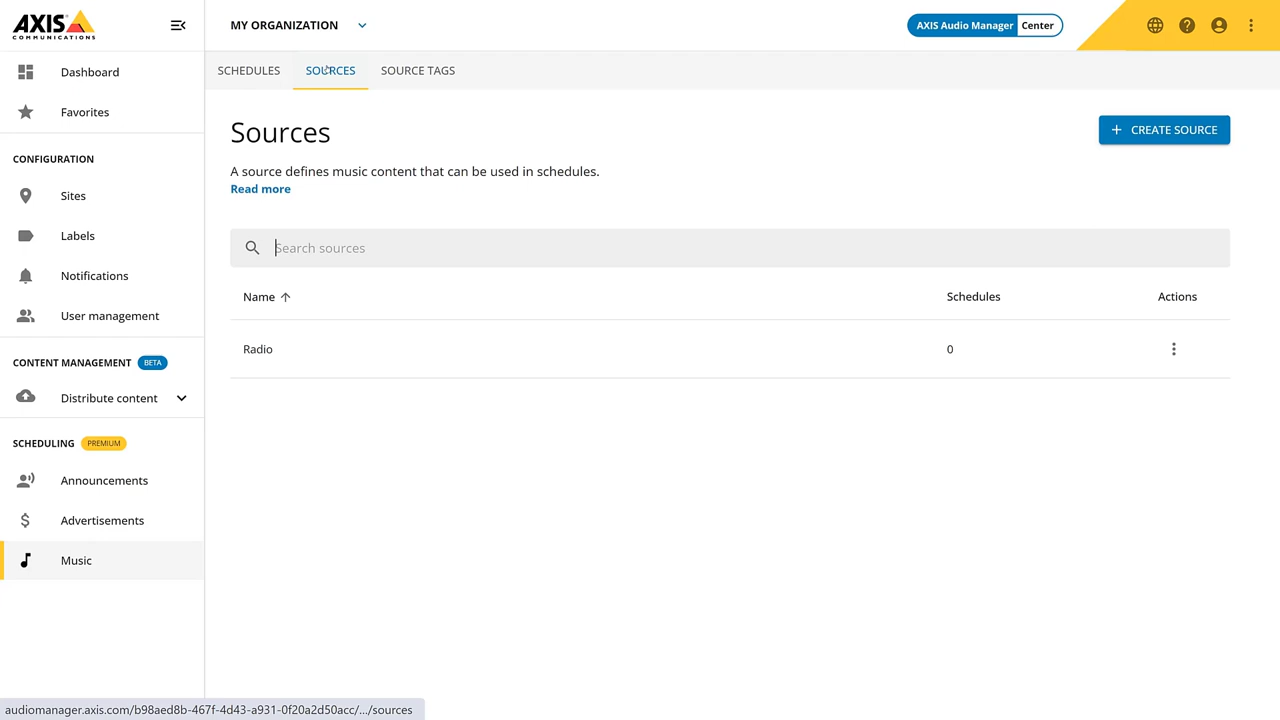 AXIS
COMMUNICATIONS
MY ORGANIZATION
AXIS Audio Manager Center
Dashboard
Favorites
CONFIGURATION
Sites
Labels
Notifications
User management
CONTENT MANAGEMENT BETA
Distribute content
SCHEDULING PREMIUM
Announcements
Advertisements
Music
SCHEDULES SOURCES SOURCE TAGS
Sources
+ CREATE SOURCE
A source defines music content that can be used in schedules.
Read more
Search sources
Name Schedules Actions
Radio 0
audiomanager.axis.com/b98aed8b-467f-4d43-a931-0f20a2d50acc/.../sources